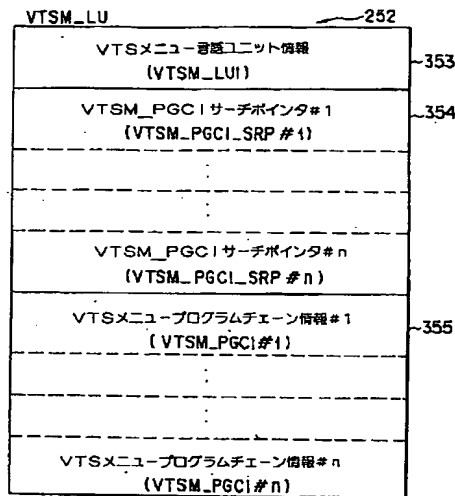 VTSM_LU
252
VTSメニュー言語ユニット情報
(VTSM_LUI)
353
VTSM_PGCIサーチポインタ#1
(VTSM_PGCI_SRP #1)
354
VTSM_PGCIサーチポインタ#n
(VTSM_PGCI_SRP #n)
VTSメニュープログラムチェーン情報#1
(VTSM_PGCI#1)
355
VTSメニュープログラムチェーン情報#n
(VTSM_PGCI#n)